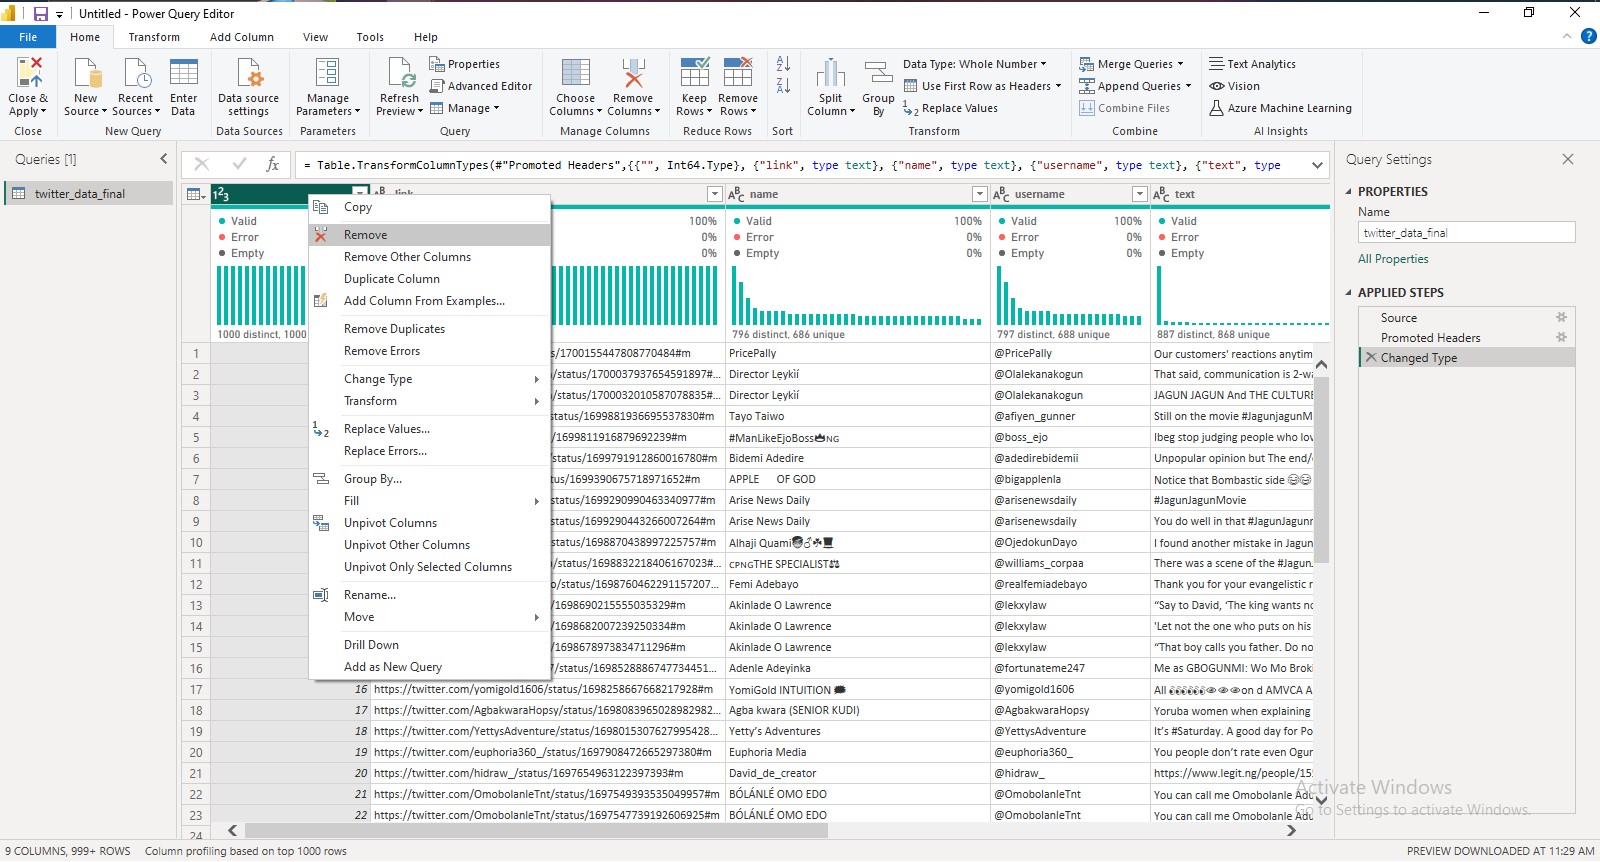 Untitled - Power Query Editor
File Home Transform Add Column View Tools Help
Close & Apply
New Source
Recent Sources
Enter Data
Data source settings
Manage Parameters
Refresh Preview
Properties
Advanced Editor
Manage
Choose Columns
Remove Columns
Keep Rows
Remove Rows
Split Column
Group By
Data Type: Whole Number
Use First Row as Headers
Replace Values
Merge Queries
Append Queries
Combine Files
Text Analytics
Vision
Azure Machine Learning
Close New Query Data Sources Parameters Query Manage Columns Reduce Rows Sort Transform Combine AI Insights
Queries [1]
twitter_data_final
fx = Table.TransformColumnTypes(#"Promoted Headers",{{"", Int64.Type}, {"link", type text}, {"name", type text}, {"username", type text}, {"text", type
name username text
Valid 100% Valid 100% Valid 100% Valid
Error 0% Error 0% Error 0% Error
Empty 0% Empty 0% Empty 0% Empty
1000 distinct, 1000 796 distinct, 686 unique 797 distinct, 688 unique 887 distinct, 868 unique
Copy
Remove
Remove Other Columns
Duplicate Column
Add Column From Examples...
Remove Duplicates
Remove Errors
Change Type
Transform
Replace Values...
Replace Errors...
Group By...
Fill
Unpivot Columns
Unpivot Other Columns
Unpivot Only Selected Columns
Rename...
Move
Drill Down
Add as New Query
1 s/1700155447808770484#m PricePally @PricePally Our customers' reactions anytim
2 /status/1700037937654591897#... Director Lẹykìí @Olalekanakogun That said, communication is 2-wa
3 /status/1700032010587078835#... Director Lẹykìí @Olalekanakogun JAGUN JAGUN And THE CULTURE
4 status/1699881936695537830#m Tayo Taiwo @afiyen_gunner Still on the movie #JagunjagunM
5 /1699811916879692239#m #ManLikeEjoBoss @boss_ejo Ibeg stop judging people who lov
6 status/1699791912860016780#m Bidemi Adedire @adedirebidemii Unpopular opinion but The end/
7 tus/1699390675718971652#m APPLE OF GOD @bigapplenla Notice that Bombastic side
8 status/1699290990463340977#m Arise News Daily @arisenewsdaily #JagunJagunMovie
9 status/1699290443266007264#m Arise News Daily @arisenewsdaily You do well in that #JagunJagunr
10 status/1698870438997225757#m Alhaji Quami @OjedokunDayo I found another mistake in Jagun
11 /status/1698832218406167023#... THE SPECIALIST @williams_corpaa There was a scene of the #Jagun.
12 o/status/1698760462291157207... Femi Adebayo @realfemiadebayo Thank you for your evangelistic r
13 /1698690215555035329#m Akinlade O Lawrence @lekxylaw “Say to David, ‘The king wants no
14 /1698682007239250334#m Akinlade O Lawrence @lekxylaw 'Let not the one who puts on his
15 /1698678973834711296#m Akinlade O Lawrence @lekxylaw “That boy calls you father. Do no
16 7/status/1698528886747734451... Adenle Adeyinka @fortunateme247 Me as GBOGUNMI: Wo Mo Broki
17 16 https://twitter.com/yomigold1606/status/1698258667668217928#m YomiGold INTUITION @yomigold1606 All on d AMVCA A
18 17 https://twitter.com/AgbakwaraHopsy/status/1698083965028982982... Agba kwara (SENIOR KUDI) @AgbakwaraHopsy Yoruba women when explaining
19 18 https://twitter.com/YettysAdventure/status/1698015307627995428... Yetty’s Adventures @YettysAdventure It’s #Saturday. A good day for Po
20 19 https://twitter.com/euphoria360_/status/1697908472665297380#m Euphoria Media @euphoria360_ You people don’t rate even Ogur
21 20 https://twitter.com/hidraw_/status/1697654963122397393#m David_de_creator @hidraw_ https://www.legit.ng/people/15
22 21 https://twitter.com/OmobolanleTnt/status/1697549393535049957#m BÓLÁNLÉ OMO EDO @OmobolanleTnt You can call me Omobolanle Adu
23 22 https://twitter.com/OmobolanleTnt/status/1697547739192606925#m BÓLÁNLÉ OMO EDO @OmobolanleTnt You can call me Omobolanle Adu
24
Query Settings
PROPERTIES
Name
twitter_data_final
All Properties
APPLIED STEPS
Source
Promoted Headers
Changed Type
Activate Windows
Go to Settings to activate Windows.
9 COLUMNS, 999+ ROWS Column profiling based on top 1000 rows PREVIEW DOWNLOADED AT 11:29 AM